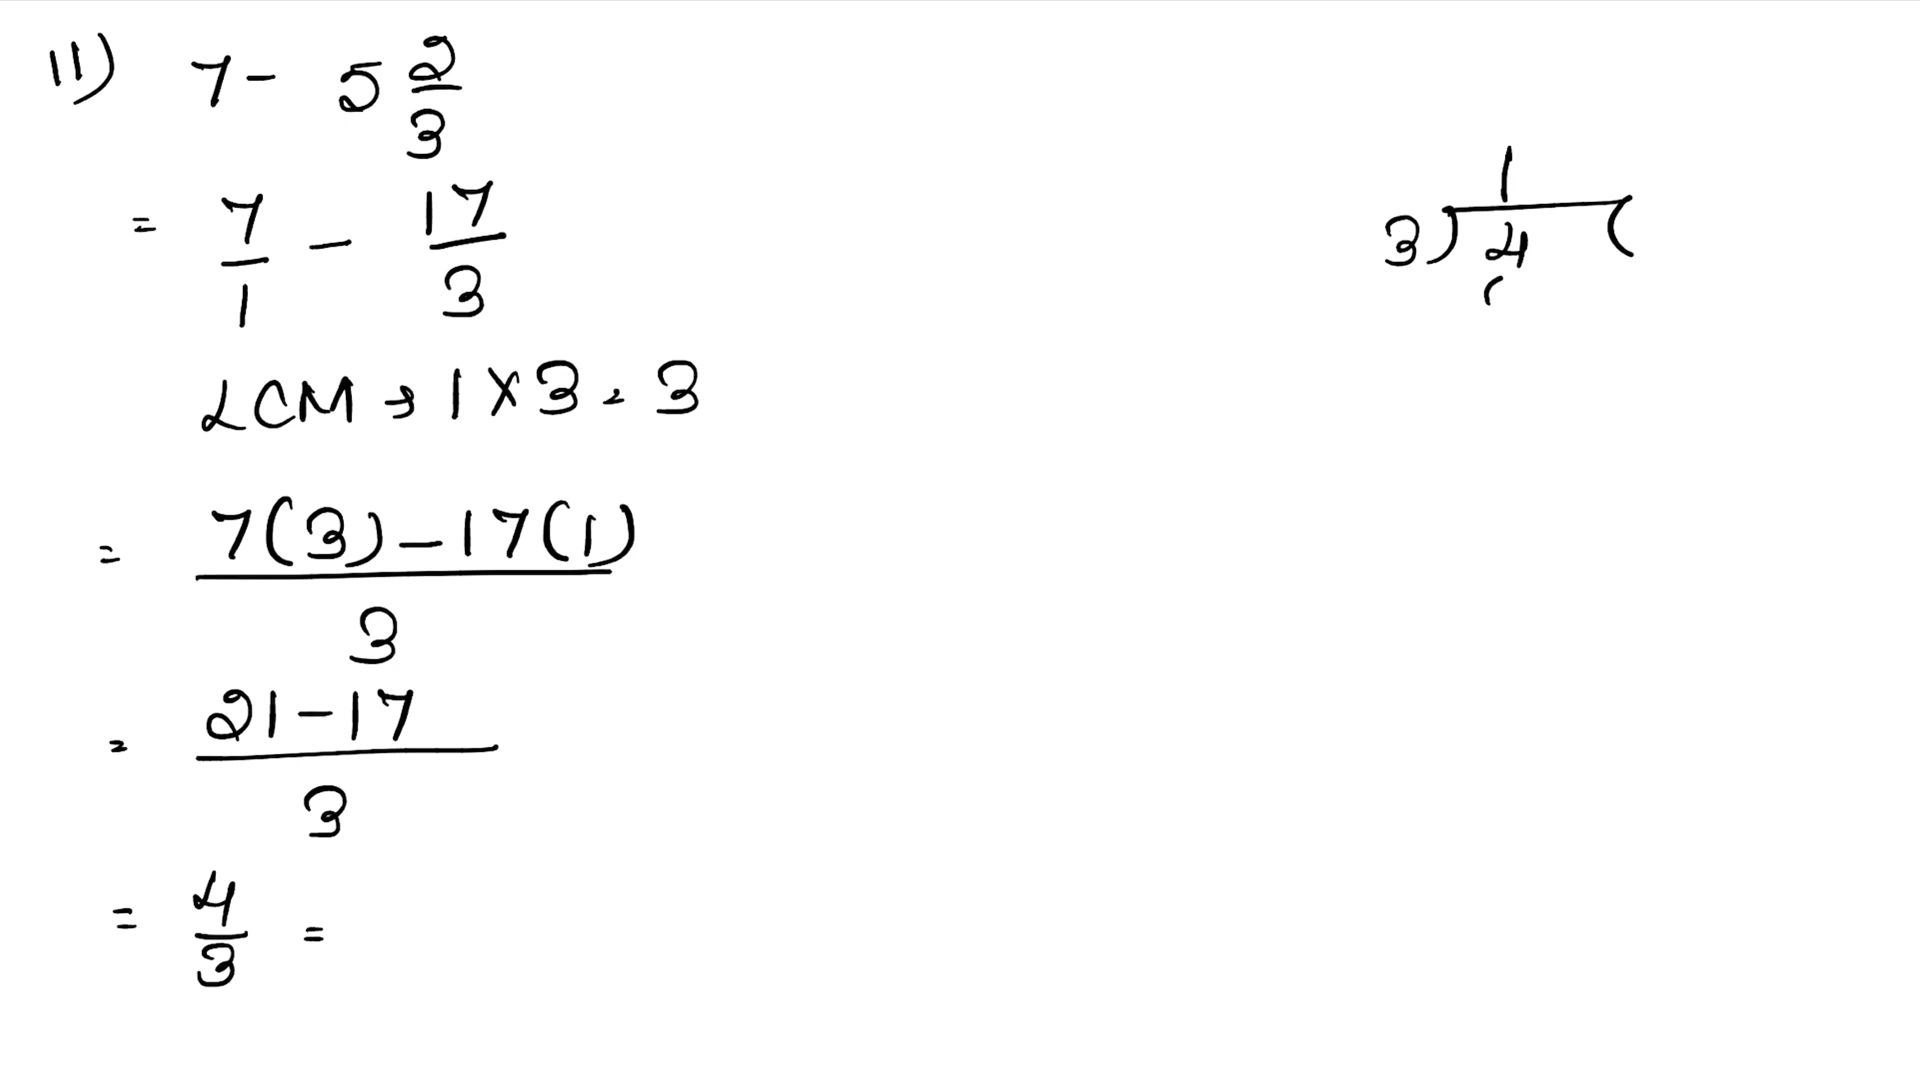 11) 7 - 5 2/3
= 7/1 - 17/3
LCM → 1 × 3 = 3
= 7(3) - 17(1) / 3
= 21 - 17 / 3
= 4/3 =
1
3) 4 (